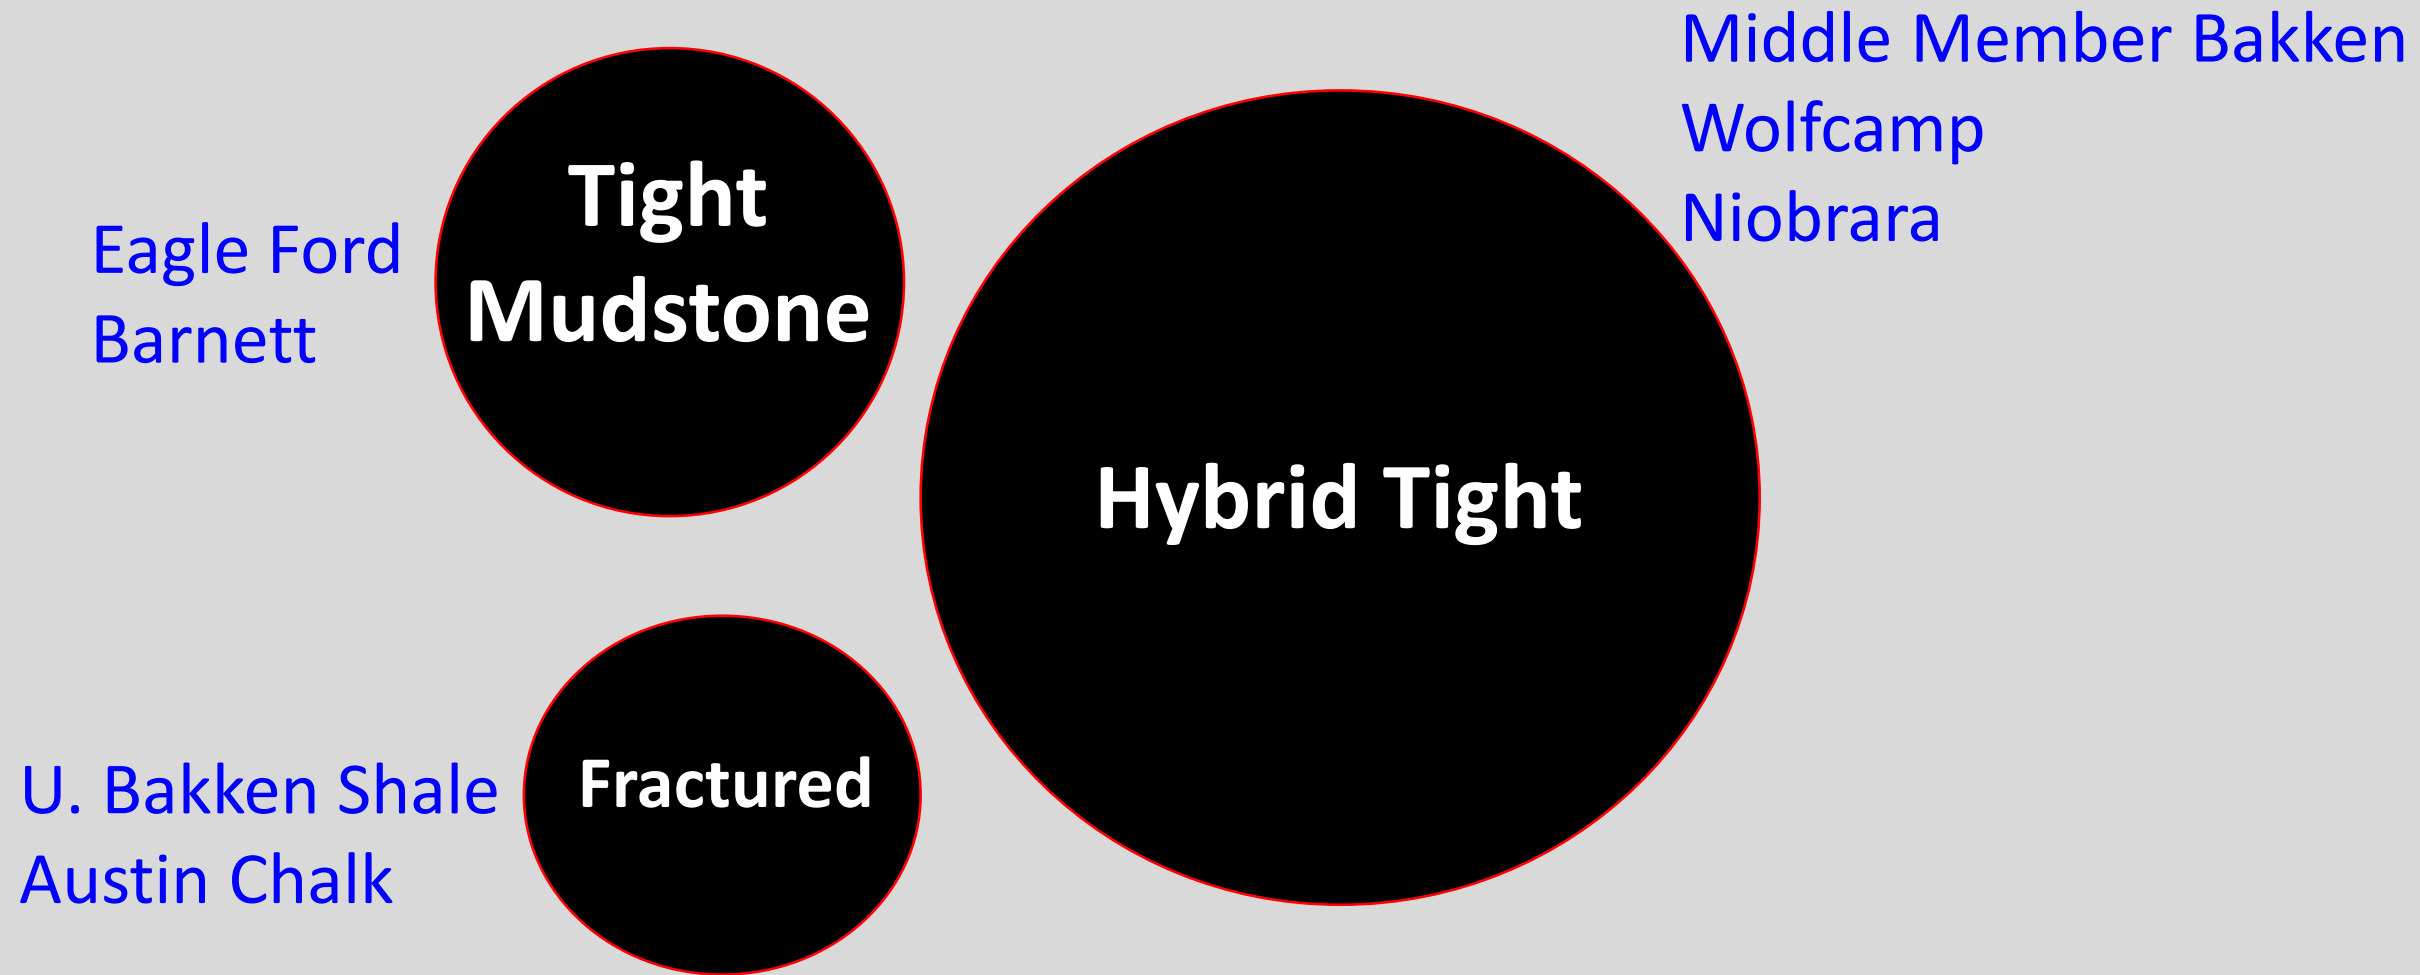 Tight
Mudstone
Eagle Ford
Barnett
Middle Member Bakken
Wolfcamp
Niobrara
Hybrid Tight
Fractured
U. Bakken Shale
Austin Chalk